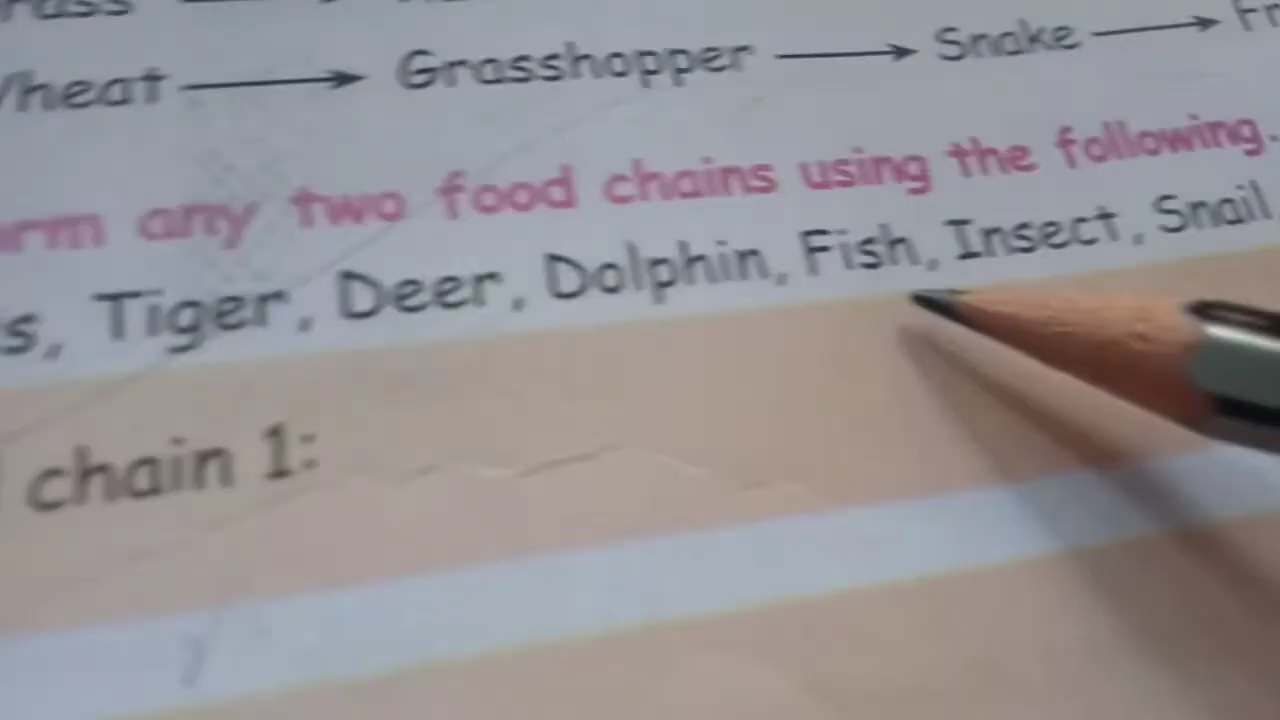 Wheat → Grasshopper → Snake →
any two food chains using the following.
s, Tiger, Deer, Dolphin, Fish, Insect, Snail
chain 1: